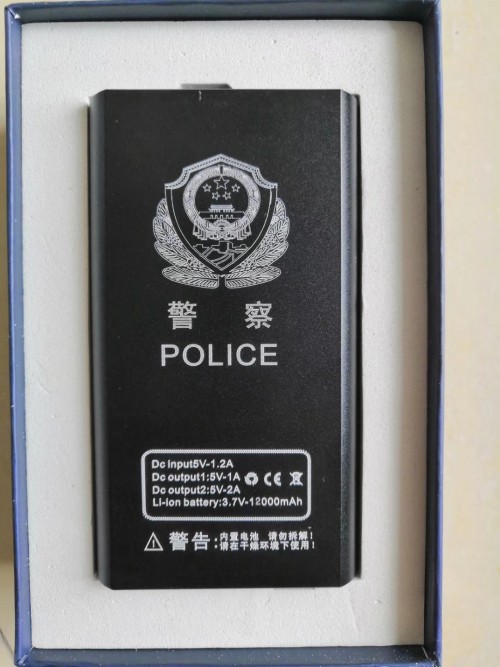 警 察
POLICE
Dc input5V-1.2A
Dc output1:5V-1A
Dc output2:5V-2A
Li-ion battery:3.7V-12000mAh
警告:内置电池 请勿拆解!
请在干燥环境下使用!